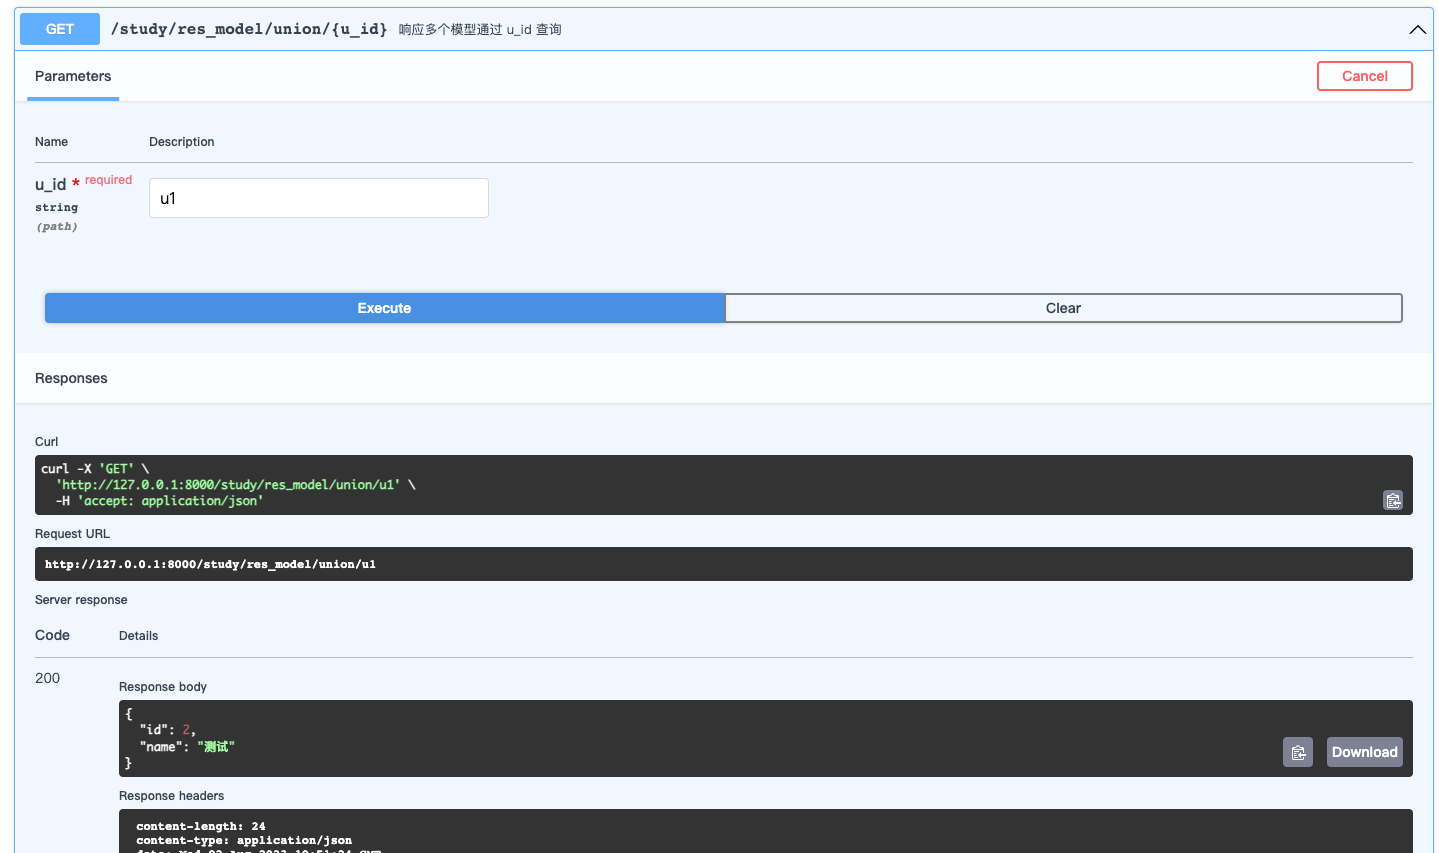 GET /study/res_model/union/{u_id} 响应多个模型通过 u_id 查询
Parameters
Cancel
Name Description
u_id * required
string
(path)
u1
Execute Clear
Responses
Curl
curl -X 'GET' \
'http://127.0.0.1:8000/study/res_model/union/u1' \
-H 'accept: application/json'
Request URL
http://127.0.0.1:8000/study/res_model/union/u1
Server response
Code Details
200
Response body
{
"id": 2,
"name": "测试"
}
Download
Response headers
content-length: 24
content-type: application/json